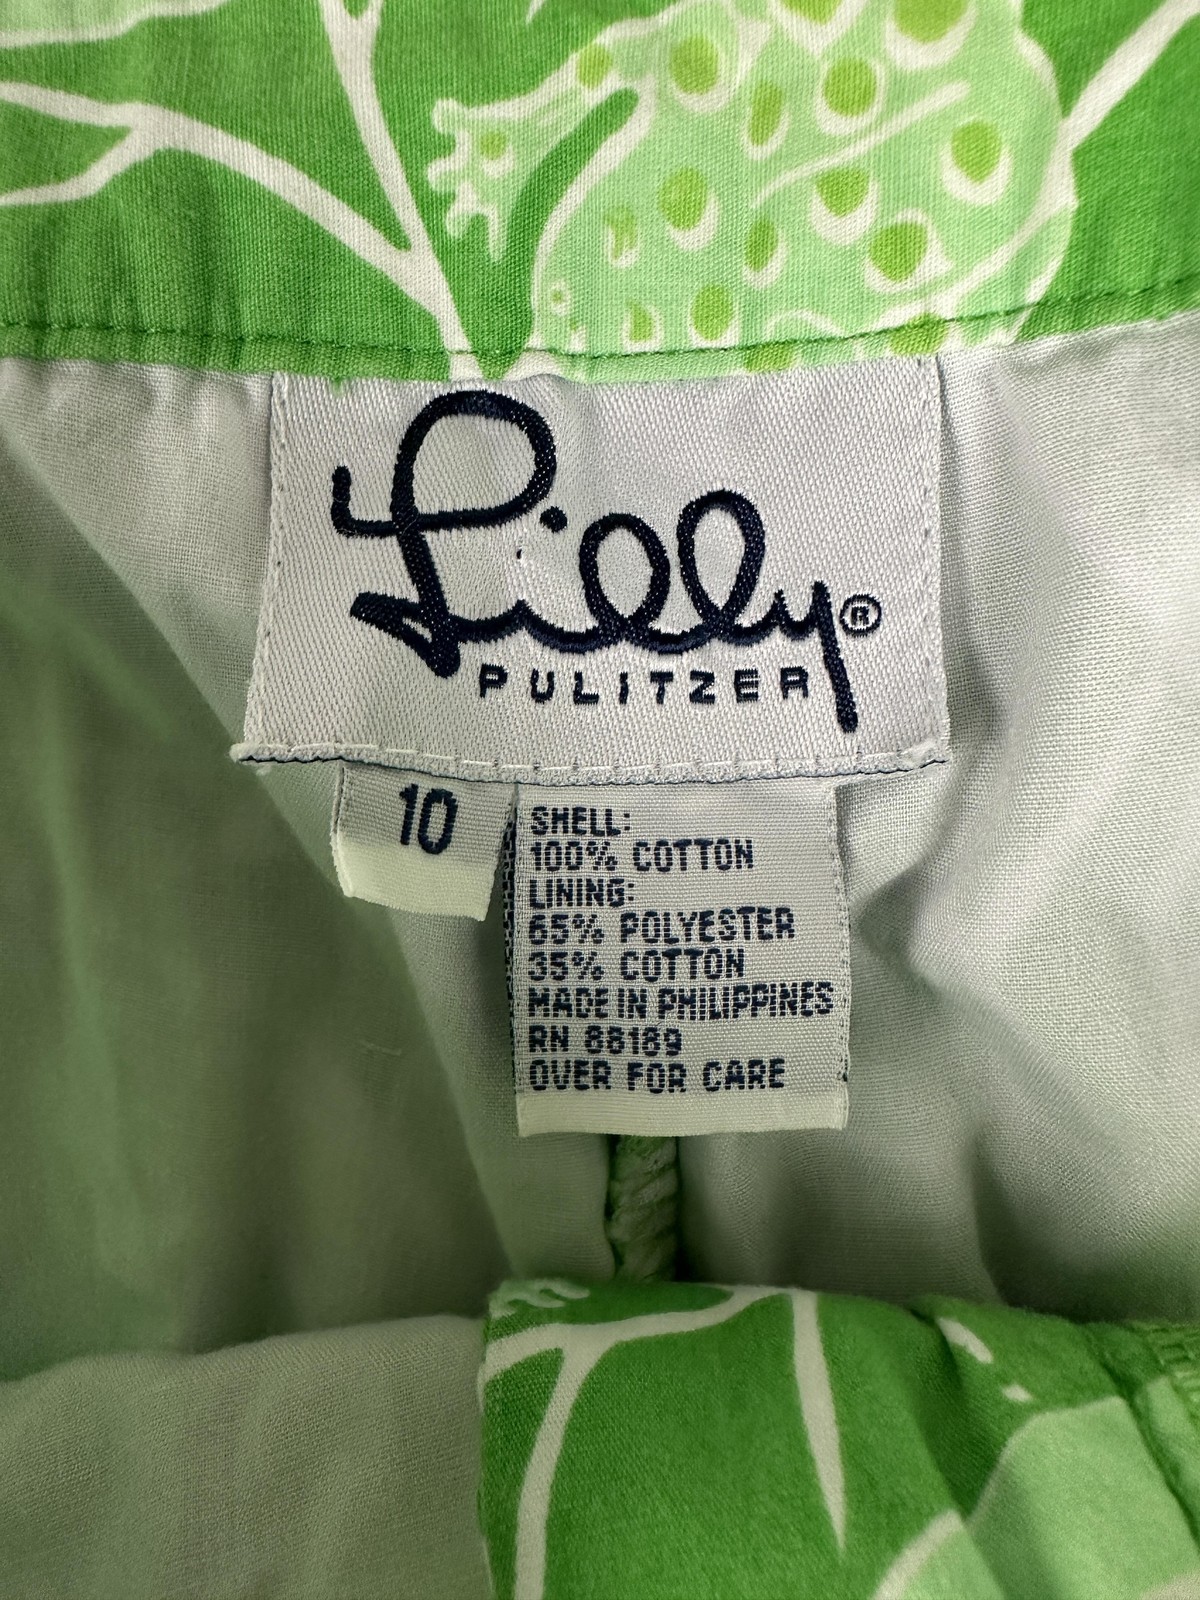 Lilly®
PULITZER
10
SHELL:
100% COTTON
LINING:
65% POLYESTER
35% COTTON
MADE IN PHILIPPINES
RN 88189
OVER FOR CARE